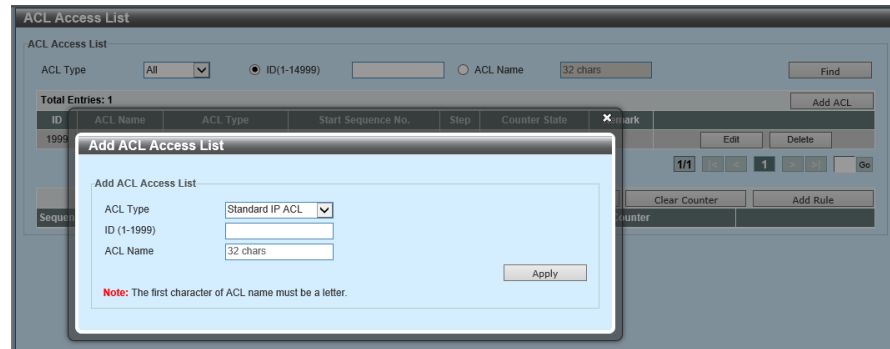 ACL Access List
ACL Access List
ACL Type All ID(1-14999) ACL Name 32 chars Find
Total Entries: 1 Add ACL
ID ACL Name ACL Type Start Sequence No. Step Counter State
1999 Edit Delete
1/1 |< < 1 > >| Go
Clear Counter Add Rule
Add ACL Access List
Add ACL Access List
ACL Type Standard IP ACL
ID (1-1999)
ACL Name 32 chars
Apply
Note: The first character of ACL name must be a letter.